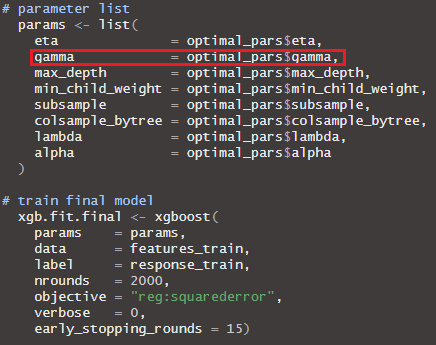 # parameter list
params <- list(
eta = optimal_pars$eta,
gamma = optimal_pars$gamma,
max_depth = optimal_pars$max_depth,
min_child_weight = optimal_pars$min_child_weight,
subsample = optimal_pars$subsample,
colsample_bytree = optimal_pars$colsample_bytree,
lambda = optimal_pars$lambda,
alpha = optimal_pars$alpha
)
# train final model
xgb.fit.final <- xgboost(
params = params,
data = features_train,
label = response_train,
nrounds = 2000,
objective = "reg:squarederror",
verbose = 0,
early_stopping_rounds = 15)